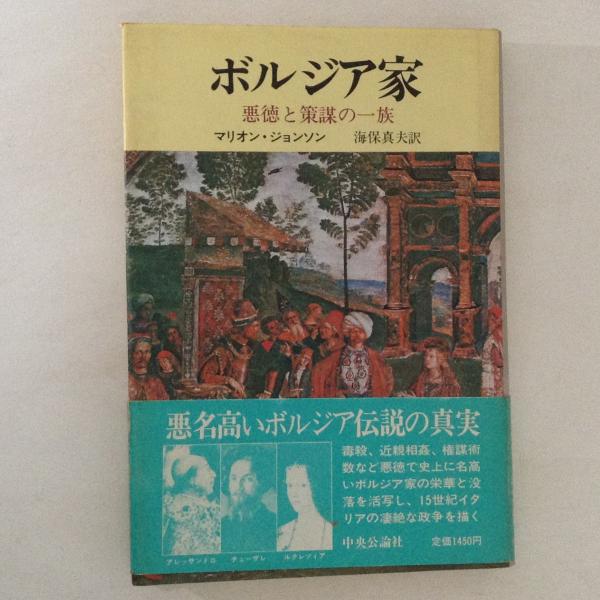 ボルジア家
悪徳と策謀の一族
マリオン・ジョンソン 海保真夫訳
悪名高いボルジア伝説の真実
毒殺、近親相姦、権謀術
数など悪徳で史上に名高
いボルジア家の栄華と没
落を活写し、15世紀イタ
リアの凄絶な政争を描く
アレッサンドロ チェーザレ ルクレツィア
中央公論社 定価1450円